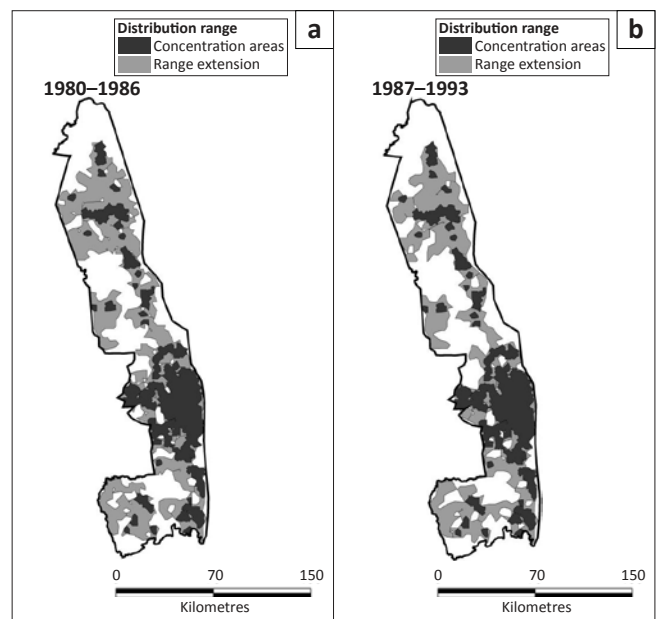 Distribution range
Concentration areas
Range extension
a
1980–1986
0 70 150
Kilometres
Distribution range
Concentration areas
Range extension
b
1987–1993
0 70 150
Kilometres